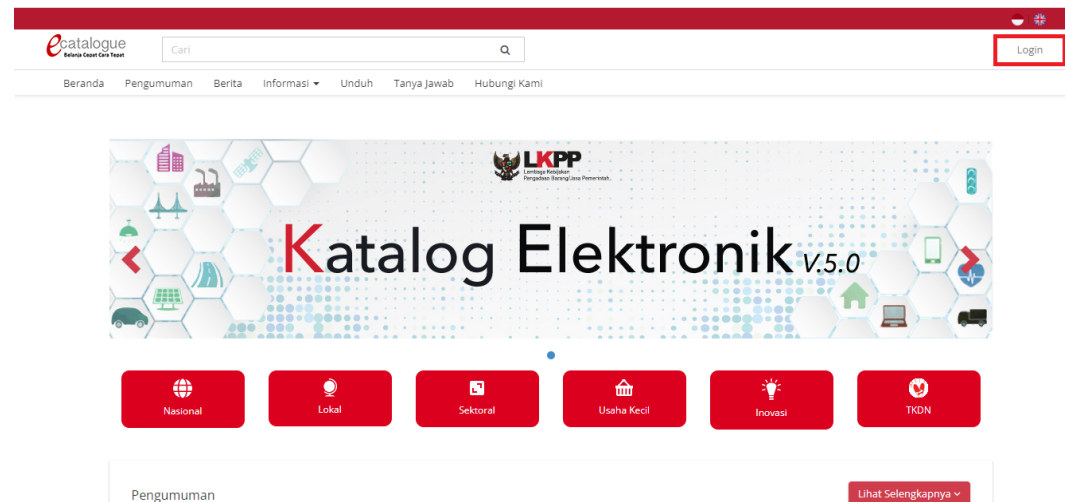 ecatalogue
Belanja Cepat Cara Tepat
Cari
Login
Beranda Pengumuman Berita Informasi Unduh Tanya Jawab Hubungi Kami
LKPP
Lembaga Kebijakan
Pengadaan Barang/Jasa Pemerintah.
Katalog Elektronik V.5.0
Nasional Lokal Sektoral Usaha Kecil Inovasi TKDN
Pengumuman Lihat Selengkapnya